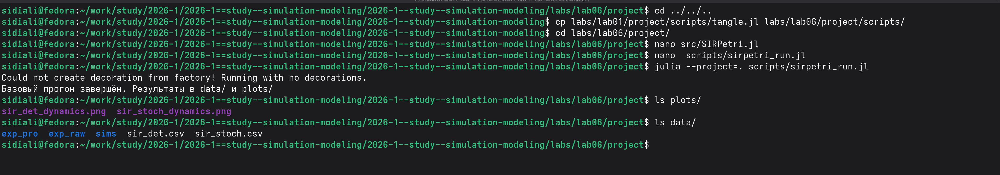 sidiali@fedora:~/work/study/2026-1/2026-1==study--simulation-modeling/2026-1--study--simulation-modeling/labs/lab06/project$ cd ../../..
sidiali@fedora:~/work/study/2026-1/2026-1==study--simulation-modeling/2026-1--study--simulation-modeling$ cp labs/lab01/project/scripts/tangle.jl labs/lab06/project/scripts/
sidiali@fedora:~/work/study/2026-1/2026-1==study--simulation-modeling/2026-1--study--simulation-modeling$ cd labs/lab06/project/
sidiali@fedora:~/work/study/2026-1/2026-1==study--simulation-modeling/2026-1--study--simulation-modeling/labs/lab06/project$ nano src/SIRPetri.jl
sidiali@fedora:~/work/study/2026-1/2026-1==study--simulation-modeling/2026-1--study--simulation-modeling/labs/lab06/project$ nano  scripts/sirpetri_run.jl
sidiali@fedora:~/work/study/2026-1/2026-1==study--simulation-modeling/2026-1--study--simulation-modeling/labs/lab06/project$ julia --project=. scripts/sirpetri_run.jl
Could not create decoration from factory! Running with no decorations.
Базовый прогон завершён. Результаты в data/ и plots/
sidiali@fedora:~/work/study/2026-1/2026-1==study--simulation-modeling/2026-1--study--simulation-modeling/labs/lab06/project$ ls plots/
sir_det_dynamics.png  sir_stoch_dynamics.png
sidiali@fedora:~/work/study/2026-1/2026-1==study--simulation-modeling/2026-1--study--simulation-modeling/labs/lab06/project$ ls data/
exp_pro  exp_raw  sims  sir_det.csv  sir_stoch.csv
sidiali@fedora:~/work/study/2026-1/2026-1==study--simulation-modeling/2026-1--study--simulation-modeling/labs/lab06/project$